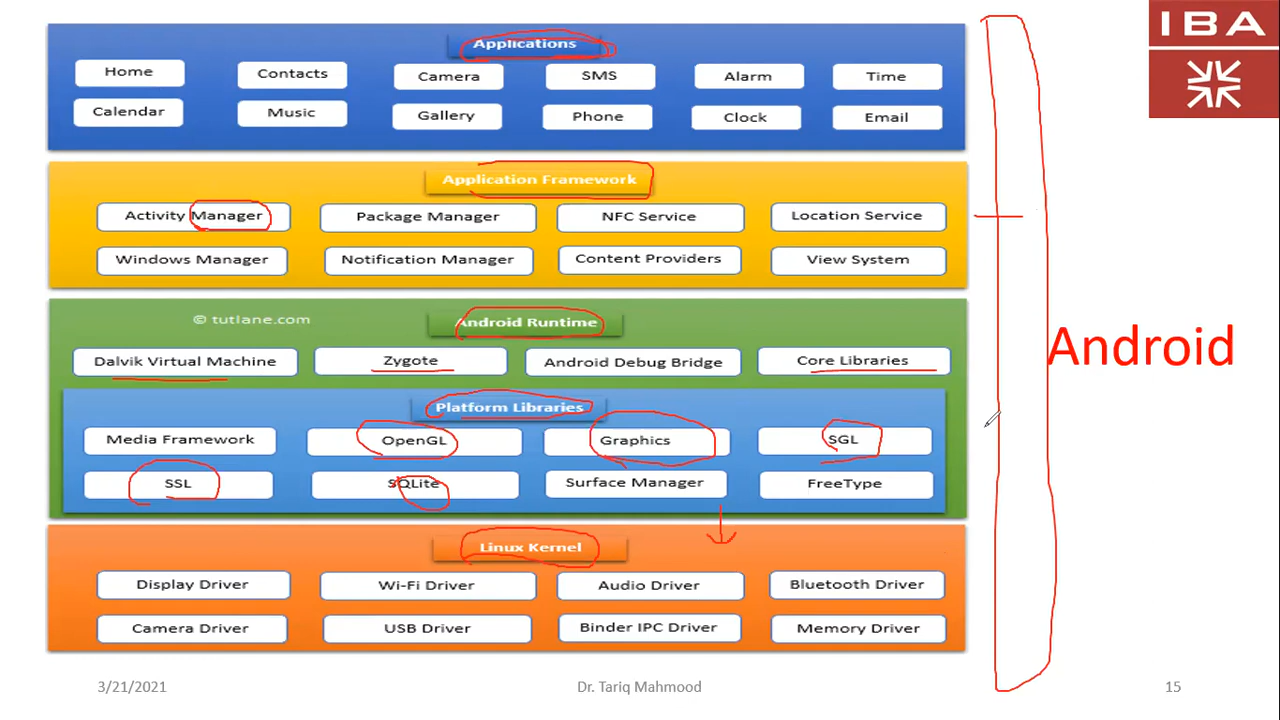 IBA
Applications
Home Contacts Camera SMS Alarm Time
Calendar Music Gallery Phone Clock Email
Application Framework
Activity Manager Package Manager NFC Service Location Service
Windows Manager Notification Manager Content Providers View System
© tutlane.com
Android Runtime
Dalvik Virtual Machine Zygote Android Debug Bridge Core Libraries
Platform Libraries
Media Framework OpenGL Graphics SGL
SSL SQLite Surface Manager FreeType
Linux Kernel
Display Driver Wi-Fi Driver Audio Driver Bluetooth Driver
Camera Driver USB Driver Binder IPC Driver Memory Driver
Android
3/21/2021 Dr. Tariq Mahmood 15